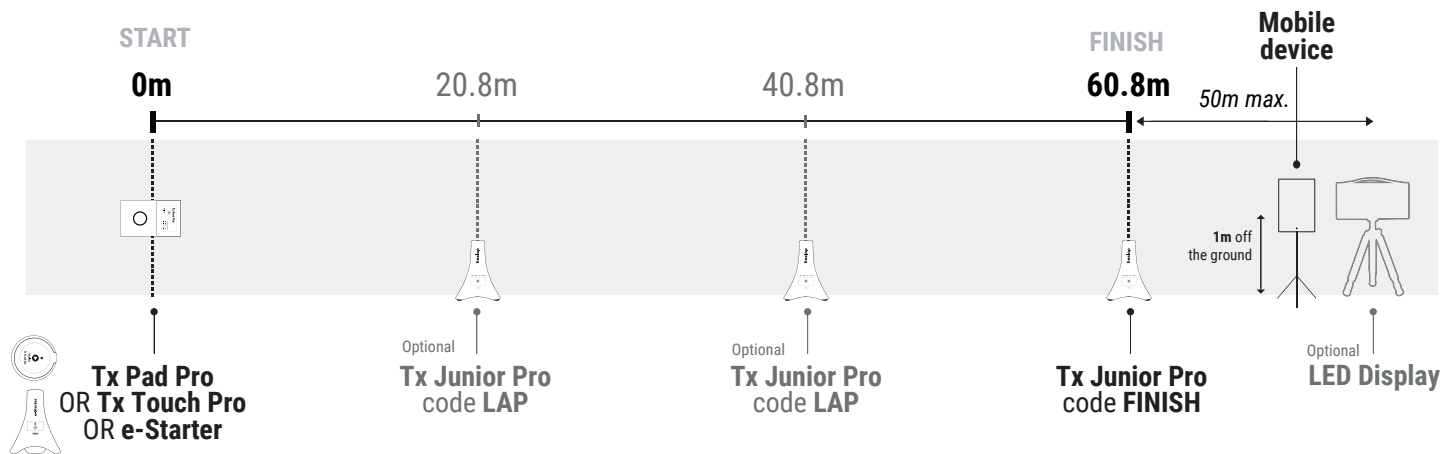 START
FINISH
Mobile
device
0m
20.8m
40.8m
60.8m
50m max.
1m off
the ground
Optional
Optional
Optional
Tx Pad Pro
OR Tx Touch Pro
OR e-Starter
Tx Junior Pro
code LAP
Tx Junior Pro
code LAP
Tx Junior Pro
code FINISH
LED Display